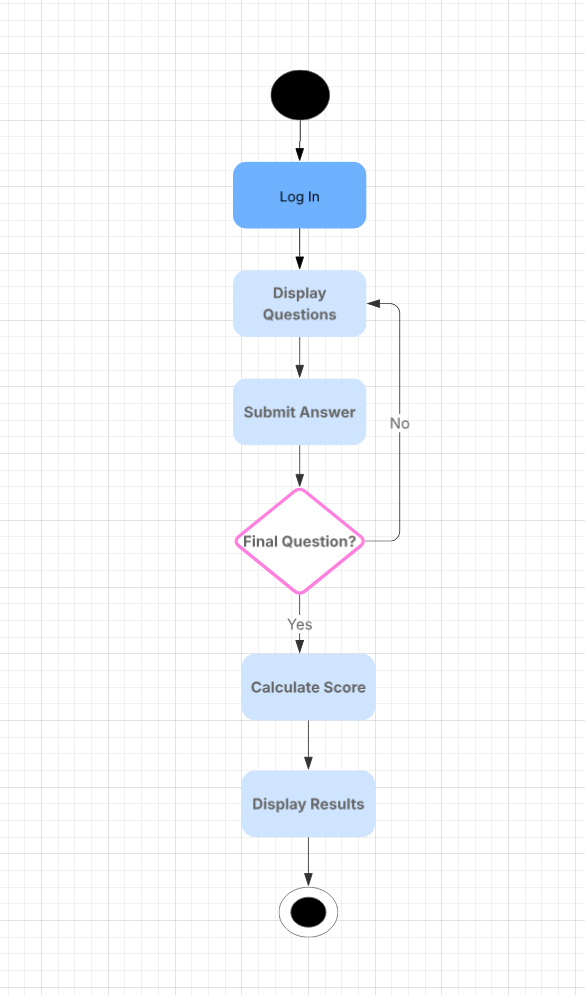 Log In
Display
Questions
Submit Answer
No
Final Question?
Yes
Calculate Score
Display Results